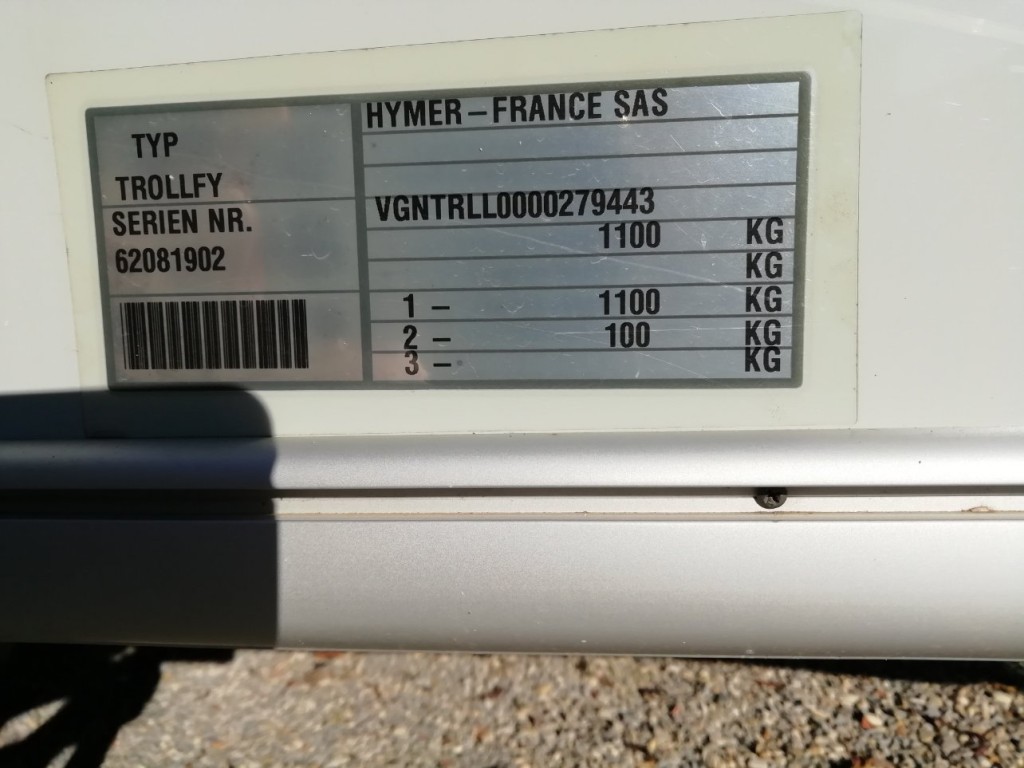 TYP
TROLLFY
SERIEN NR.
62081902
HYMER-FRANCE SAS
VGNTRLL0000279443
1100 KG
KG
1 - 1100 KG
2 - 100 KG
3 - KG